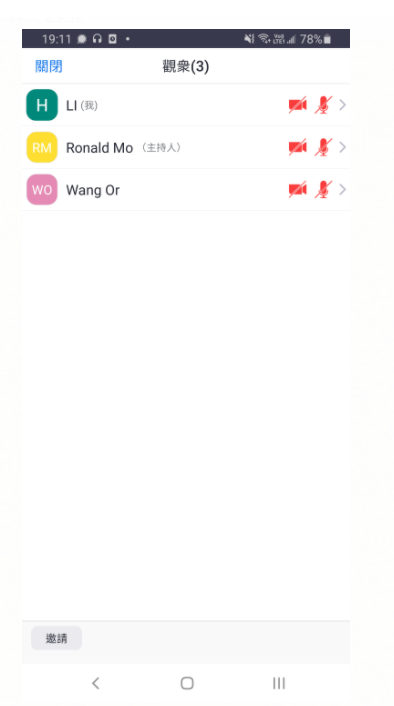 19:11 78%
關閉 觀衆(3)
H LI (我)
RM Ronald Mo （主持人）
WO Wang Or
邀請